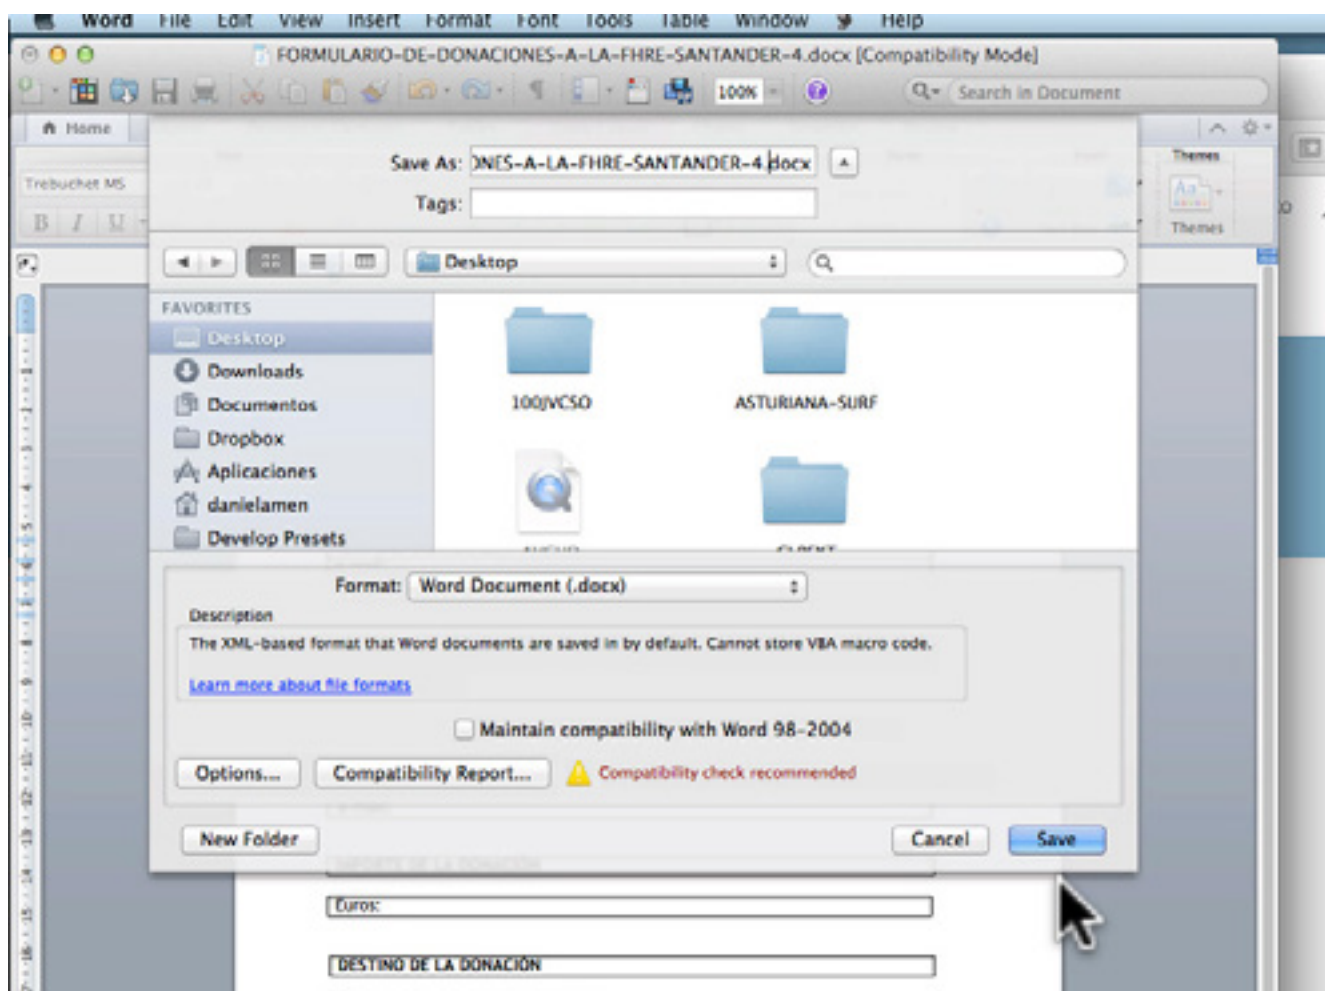 Word File Edit View Insert Format Font Tools Table Window Help
FORMULARIO-DE-DONACIONES-A-LA-FHRE-SANTANDER-4.docx [Compatibility Mode]
100% Search in Document
Home
Save As: ONES-A-LA-FHRE-SANTANDER-4.docx
Themes
Trebuchet MS
Tags:
B I U
Themes
Desktop
FAVORITES
Desktop
Downloads
Documentos
Dropbox
Aplicaciones
danielamen
Develop Presets
100JVCSO
ASTURIANA-SURF
Format: Word Document (.docx)
Description
The XML-based format that Word documents are saved in by default. Cannot store VBA macro code.
Learn more about file formats
Maintain compatibility with Word 98-2004
Options... Compatibility Report... Compatibility check recommended
New Folder Cancel Save
IMPORTE DE LA DONACIÓN
Euros:
DESTINO DE LA DONACIÓN